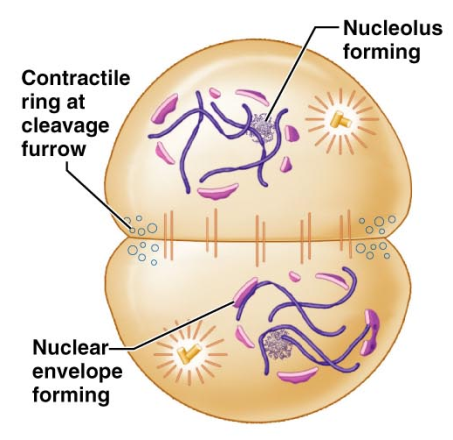 Nucleolus
forming
Contractile
ring at
cleavage
furrow
Nuclear
envelope
forming